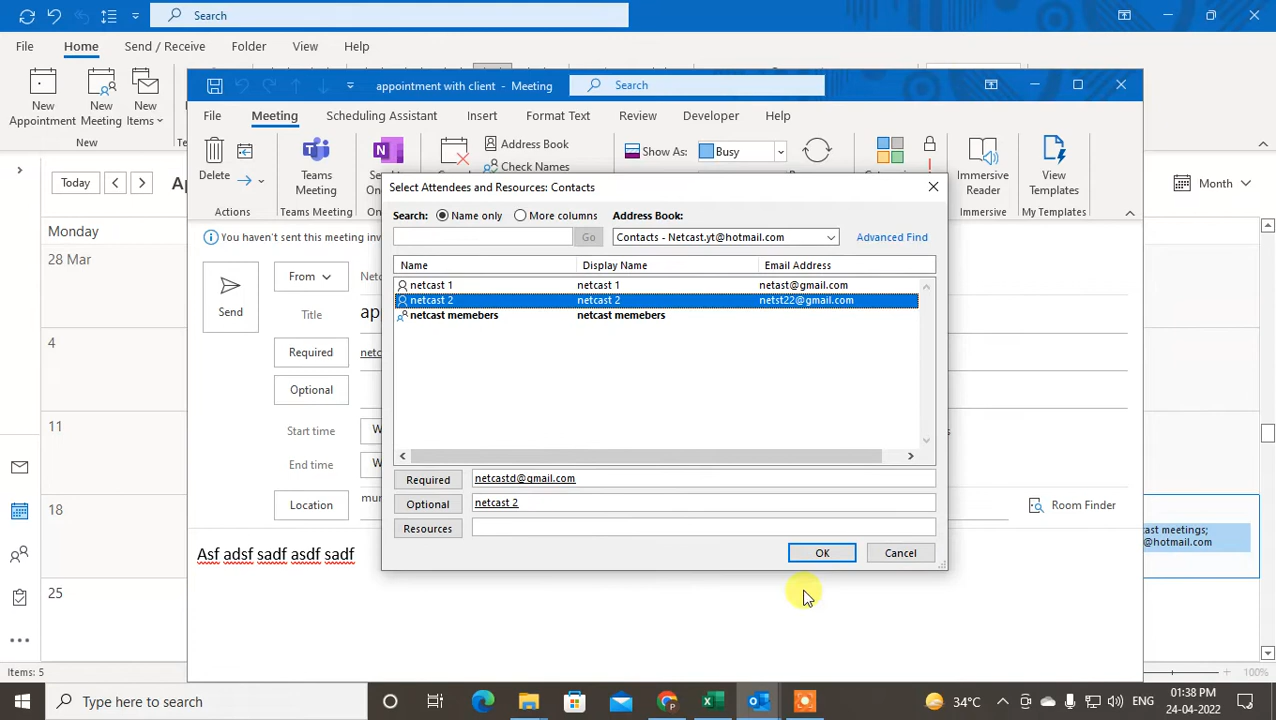 Search
File Home Send / Receive Folder View Help
New Appointment
New Meeting
New Items
New
Today
Month
Monday
28 Mar
4
11
18
25
Items: 5
100%
cast meetings;
@hotmail.com
appointment with client - Meeting
Search
File Meeting Scheduling Assistant Insert Format Text Review Developer Help
Delete
Actions
Teams Meeting
Teams Meeting
Address Book
Check Names
Show As: Busy
Immersive Reader
Immersive
View Templates
My Templates
You haven't sent this meeting inv
Send
From
Title
Required
Optional
Start time
End time
Location
Room Finder
Asf adsf sadf asdf sadf
Select Attendees and Resources: Contacts
Search: Name only More columns Address Book:
Go Contacts - Netcast.yt@hotmail.com Advanced Find
Name Display Name Email Address
netcast 1 netcast 1 netast@gmail.com
netcast 2 netcast 2 netst22@gmail.com
netcast memebers netcast memebers
Required netcastd@gmail.com
Optional netcast 2
Resources
OK Cancel
Type here to search
34°C
ENG
01:38 PM
24-04-2022